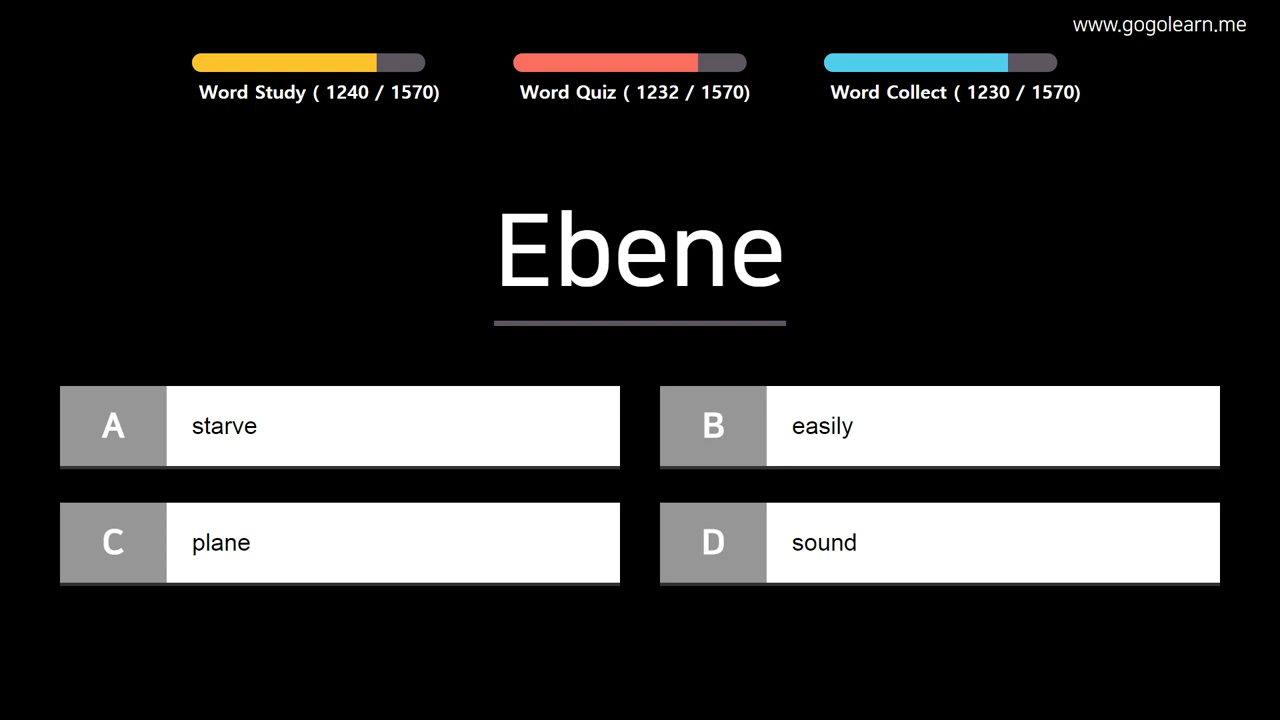 www.gogolearn.me
Word Study ( 1240 / 1570)
Word Quiz ( 1232 / 1570)
Word Collect ( 1230 / 1570)
Ebene
A starve
B easily
C plane
D sound